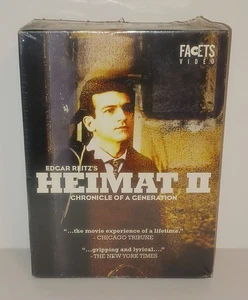 FACETS
VIDEO
EDGAR REITZ'S
HEIMAT II
CHRONICLE OF A GENERATION
"...the movie experience of a lifetime."
- CHICAGO TRIBUNE
"...gripping and lyrical..."
- THE NEW YORK TIMES